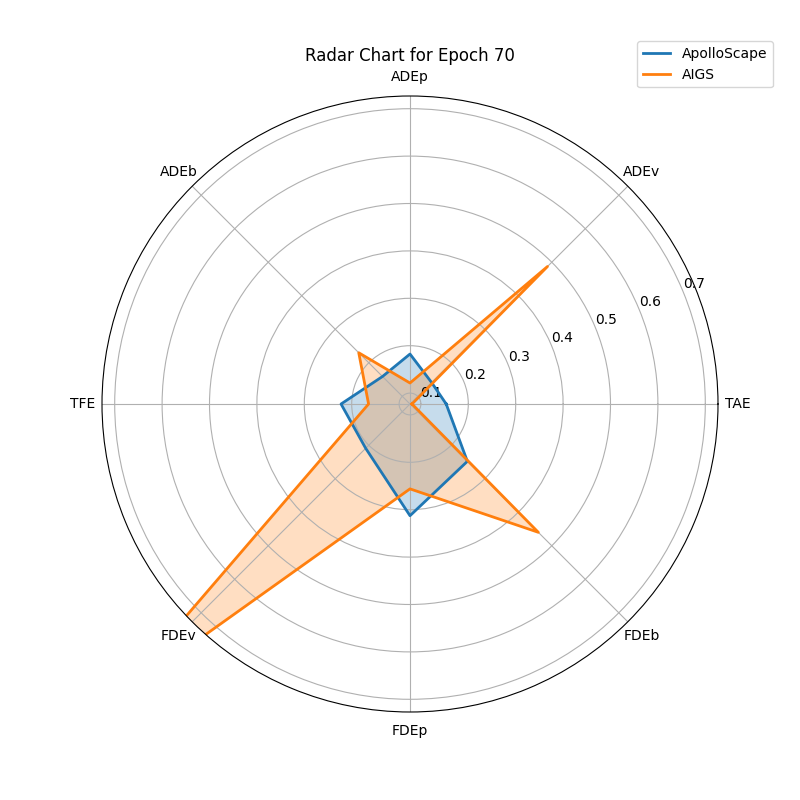 ApolloScape
AIGS
Radar Chart for Epoch 70
ADEp
ADEb
ADEv
0.7
0.6
0.5
0.4
0.3
0.2
0.1
TFE
TAE
FDEv
FDEb
FDEp